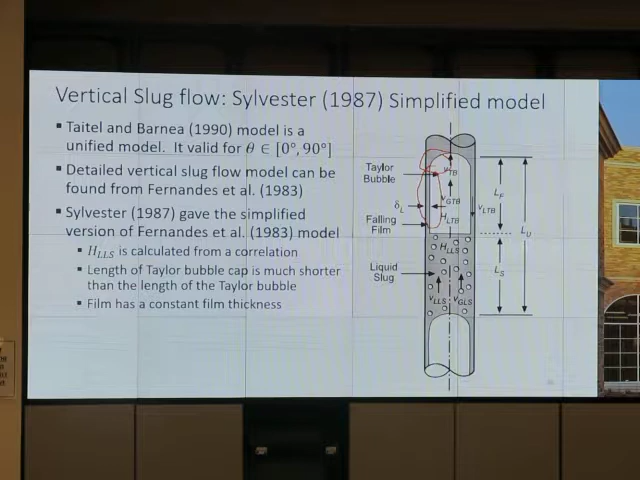 Vertical Slug flow: Sylvester (1987) Simplified model
▪ Taitel and Barnea (1990) model is a
unified model. It valid for θ ∈ [0°, 90°]
▪ Detailed vertical slug flow model can be
found from Fernandes et al. (1983)
▪ Sylvester (1987) gave the simplified
version of Fernandes et al. (1983) model
▪ H_LLS is calculated from a correlation
▪ Length of Taylor bubble cap is much shorter
than the length of the Taylor bubble
▪ Film has a constant film thickness
Taylor
Bubble
δ_L
Falling
Film
Liquid
Slug
v_TB
v_GTB
H_LTB
v_LTB
H_LLS
v_LLS
v_GLS
L_F
L_U
L_S